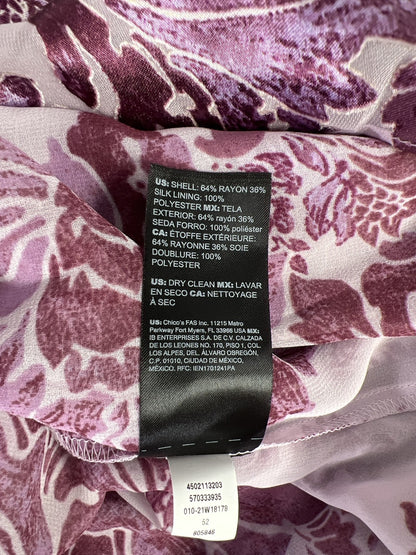 US: SHELL: 64% RAYON 36%
SILK LINING: 100%
POLYESTER MX: TELA
EXTERIOR: 64% rayón 36%
SEDA FORRO: 100% poliéster
CA: ÉTOFFE EXTÉRIEURE:
64% RAYONNE 36% SOIE
DOUBLURE: 100%
POLYESTER
US: DRY CLEAN MX: LAVAR
EN SECO CA: NETTOYAGE
À SEC
US: Chico's FAS Inc. 11215 Metro
Parkway Fort Myers, FL 33966 USA MX:
IB ENTERPRISES S.A. DE C.V. CALZADA
DE LOS LEONES NO. 170, PISO 1, COL.
LOS ALPES, DEL. ÁLVARO OBREGÓN,
C.P. 01010, CIUDAD DE MÉXICO,
MÉXICO. RFC: IEN1701241PA
4502113203
570333935
010-21W18179
52
805846